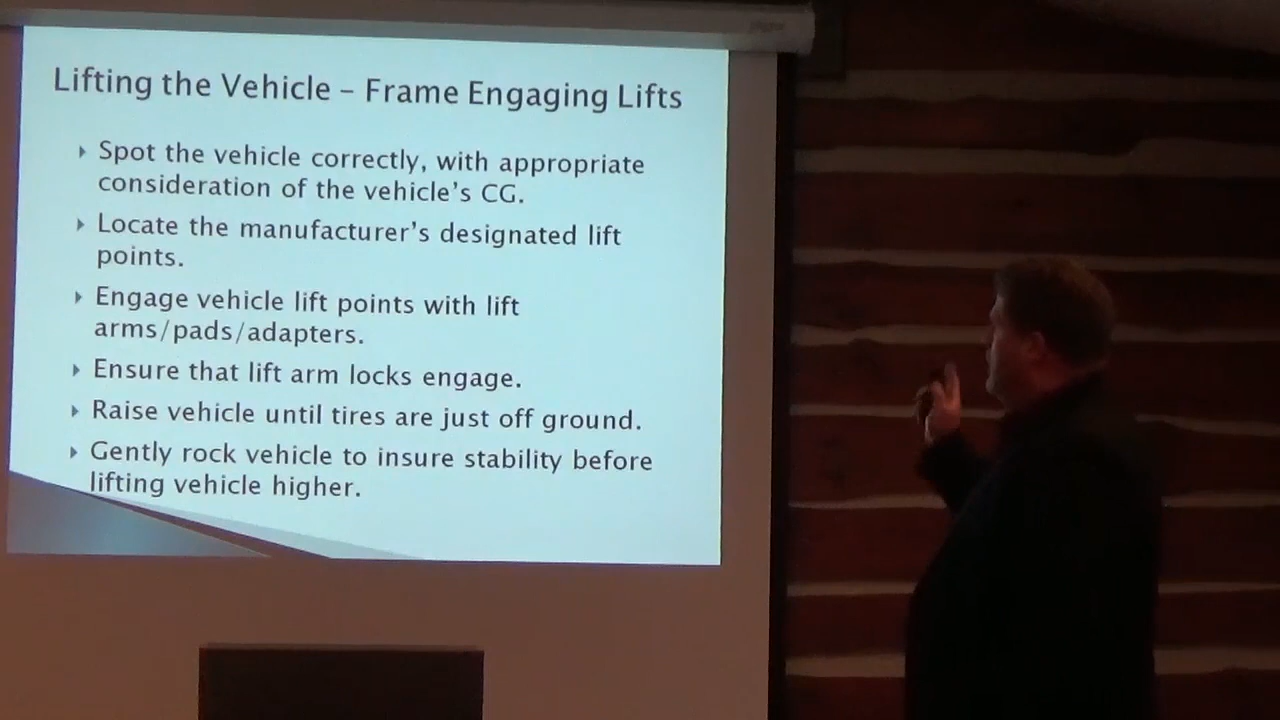 Lifting the Vehicle – Frame Engaging Lifts
Spot the vehicle correctly, with appropriate
consideration of the vehicle's CG.
Locate the manufacturer's designated lift
points.
Engage vehicle lift points with lift
arms/pads/adapters.
Ensure that lift arm locks engage.
Raise vehicle until tires are just off ground.
Gently rock vehicle to insure stability before
lifting vehicle higher.